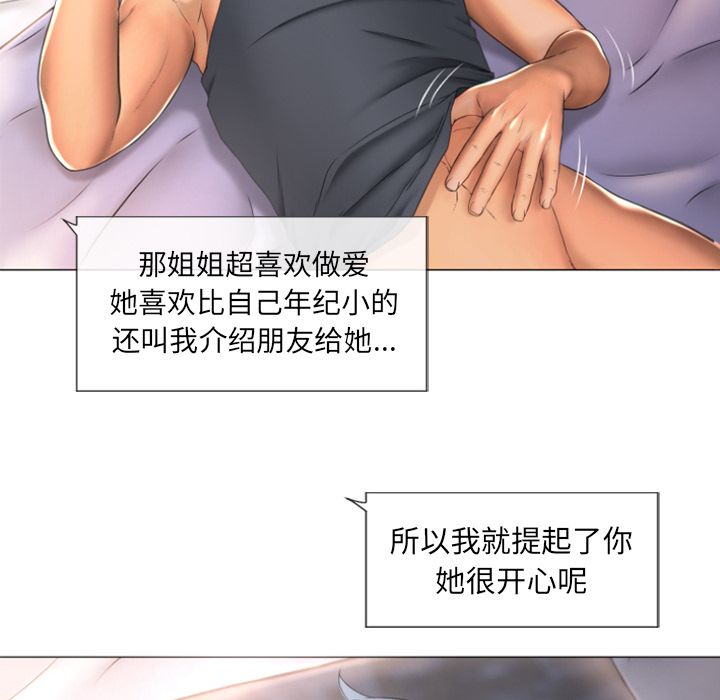 那姐姐超喜欢做爱
她喜欢比自己年纪小的
还叫我介绍朋友给她...
所以我就提起了你
她很开心呢